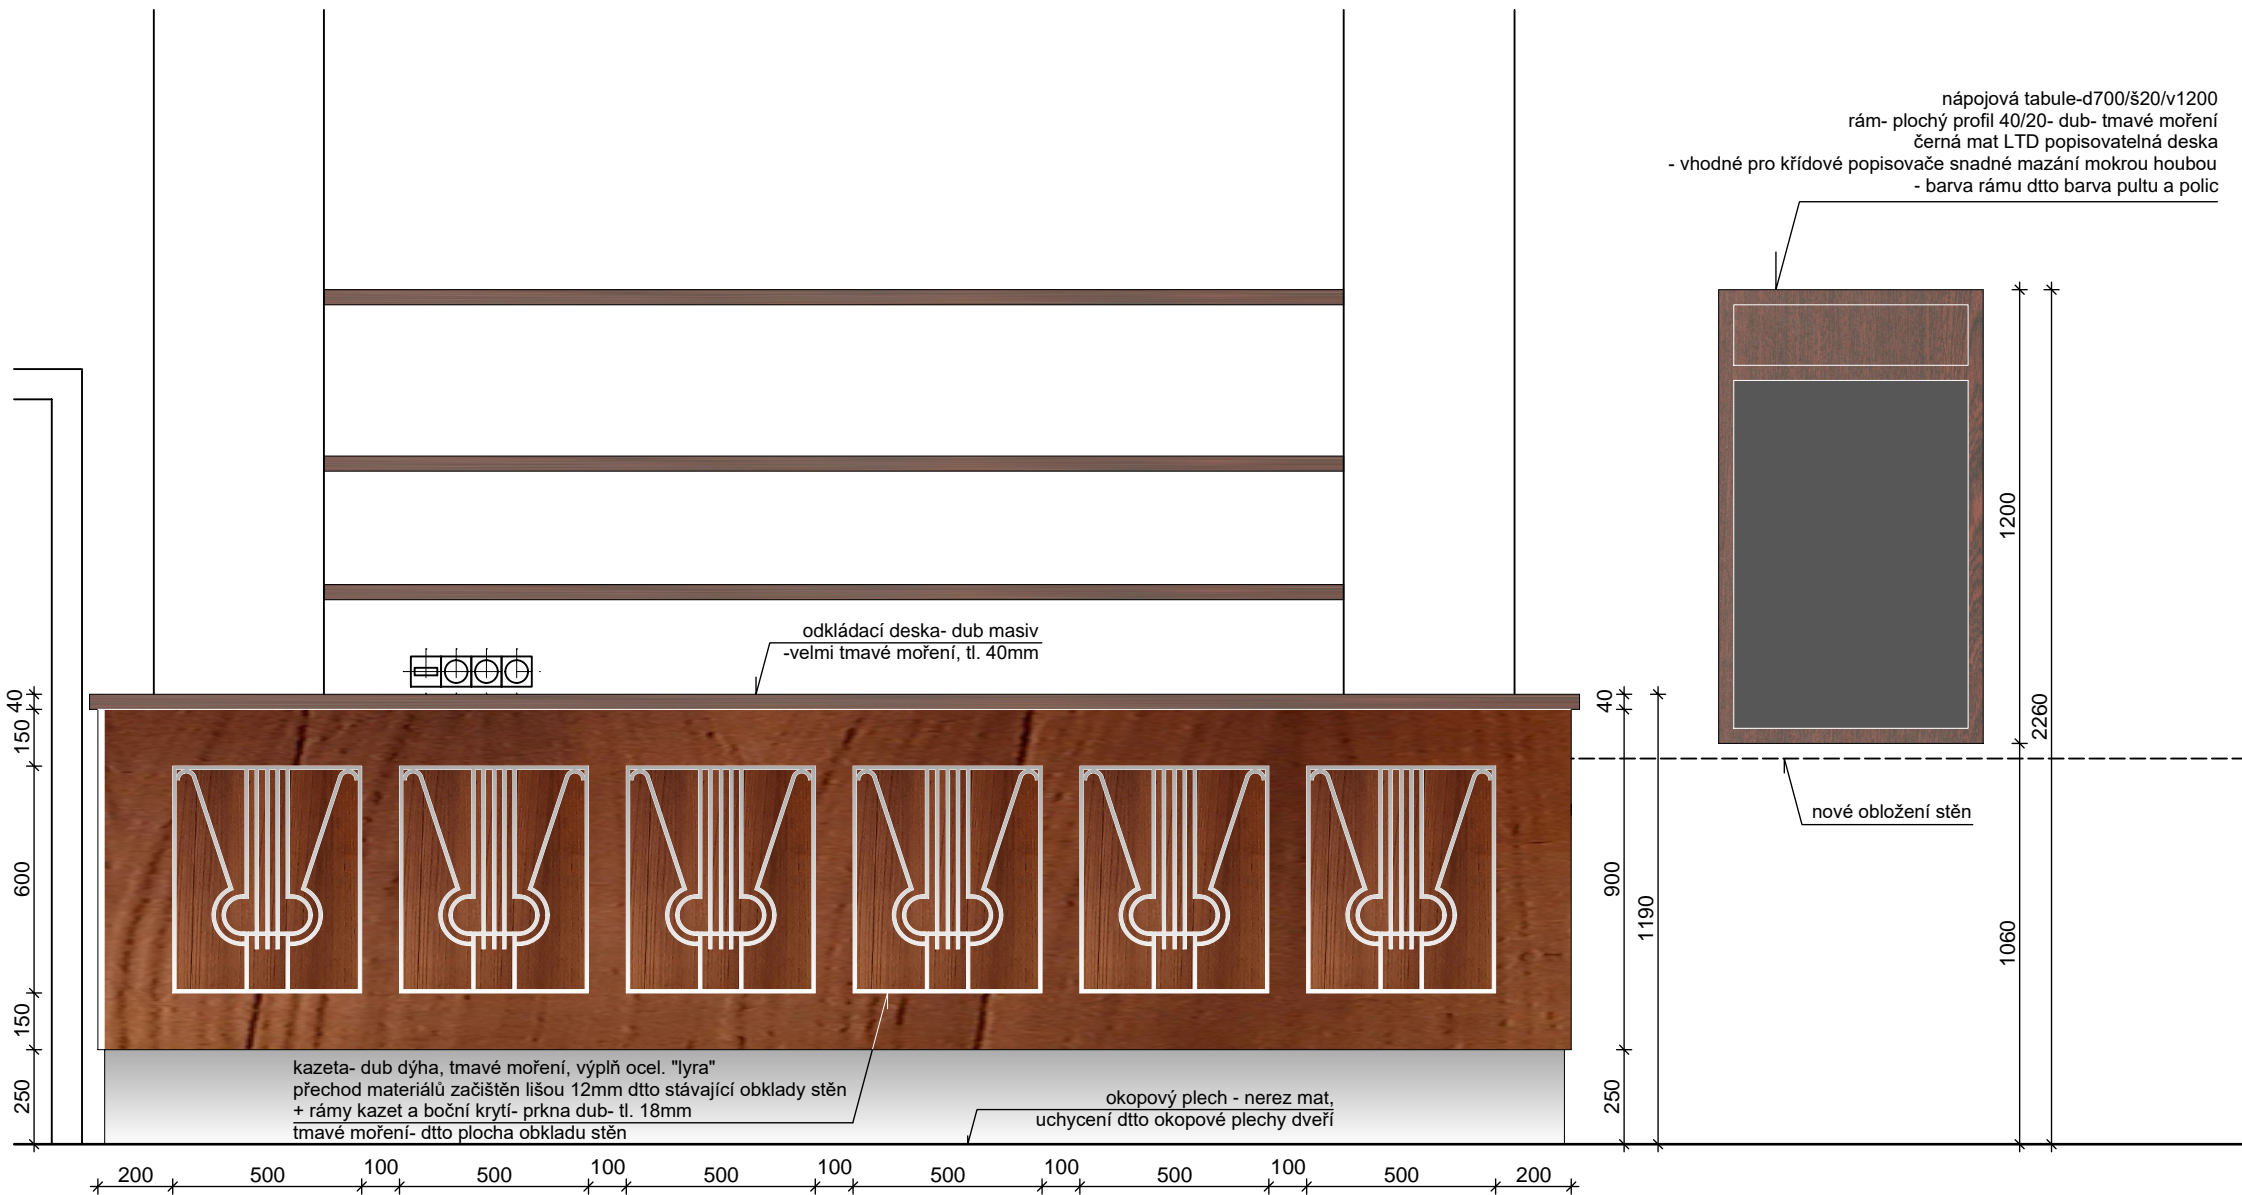 nápojová tabule-d700/š20/v1200
rám- plochý profil 40/20- dub- tmavé moření
černá mat LTD popisovatelná deska
- vhodné pro křídové popisovače snadné mazání mokrou houbou
- barva rámu dtto barva pultu a polic
odkládací deska- dub masiv
-velmi tmavé moření, tl. 40mm
nové obložení stěn
kazeta- dub dýha, tmavé moření, výplň ocel. "lyra"
přechod materiálů začištěn lišou 12mm dtto stávající obklady stěn
+ rámy kazet a boční krytí- prkna dub- tl. 18mm
tmavé moření- dtto plocha obkladu stěn
okopový plech - nerez mat,
uchycení dtto okopové plechy dveří
40
150
600
150
250
40
900
250
1190
1200
1060
2260
200
500
100
500
100
500
100
500
100
500
100
500
200